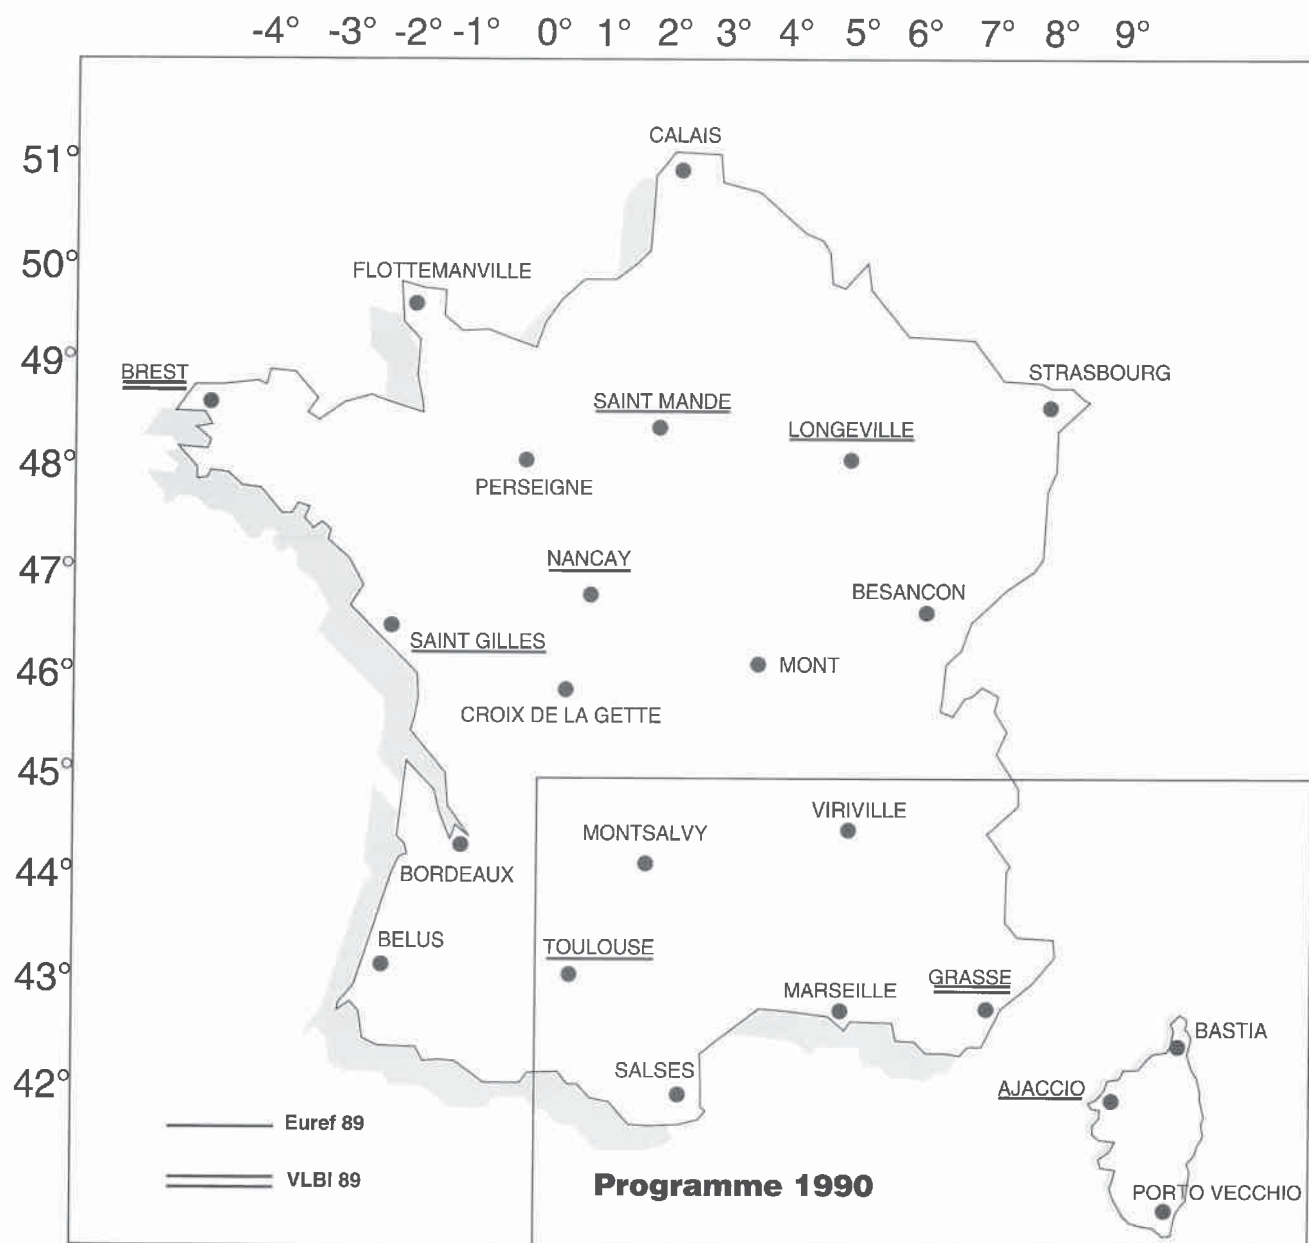 -4° -3° -2° -1° 0° 1° 2° 3° 4° 5° 6° 7° 8° 9°
CALAIS
51°
50°
FLOTTEMANVILLE
49°
BREST
STRASBOURG
SAINT MANDE
LONGEVILLE
48°
PERSEIGNE
47°
NANCAY
BESANCON
SAINT GILLES
46°
MONT
CROIX DE LA GETTE
45°
VIRIVILLE
MONTSALVY
44°
BORDEAUX
BELUS
TOULOUSE
43°
GRASSE
MARSEILLE
BASTIA
SALSES
42°
AJACCIO
Euref 89
VLBI 89
Programme 1990
PORTO VECCHIO